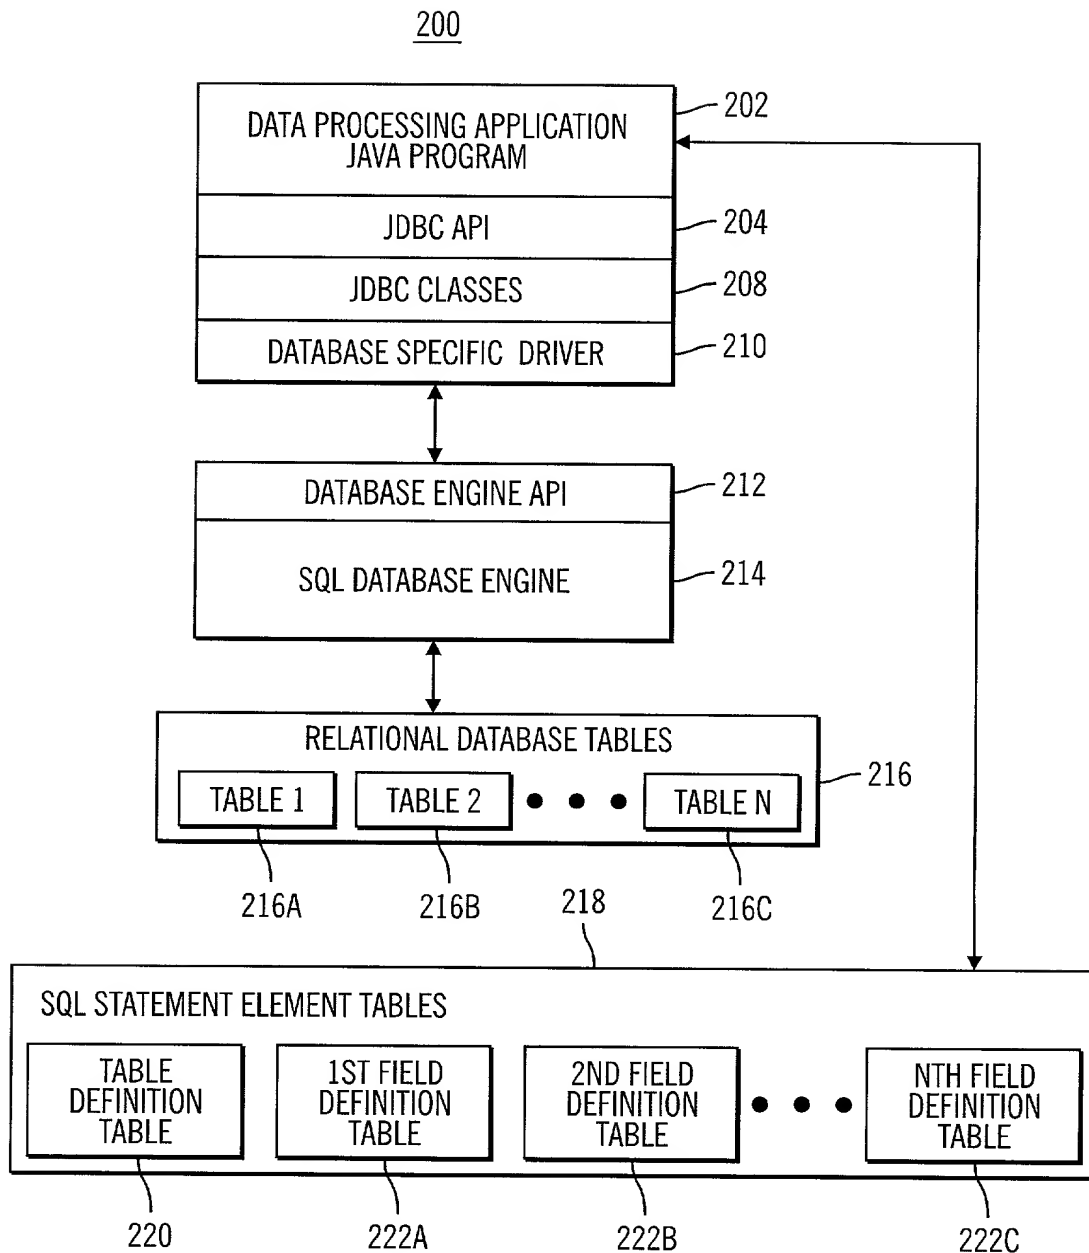 200
DATA PROCESSING APPLICATION
JAVA PROGRAM
202
JDBC API
204
JDBC CLASSES
208
DATABASE SPECIFIC DRIVER
210
DATABASE ENGINE API
212
SQL DATABASE ENGINE
214
RELATIONAL DATABASE TABLES
216
TABLE 1
TABLE 2
TABLE N
216A
216B
216C
218
SQL STATEMENT ELEMENT TABLES
TABLE
DEFINITION
TABLE
1ST FIELD
DEFINITION
TABLE
2ND FIELD
DEFINITION
TABLE
NTH FIELD
DEFINITION
TABLE
220
222A
222B
222C